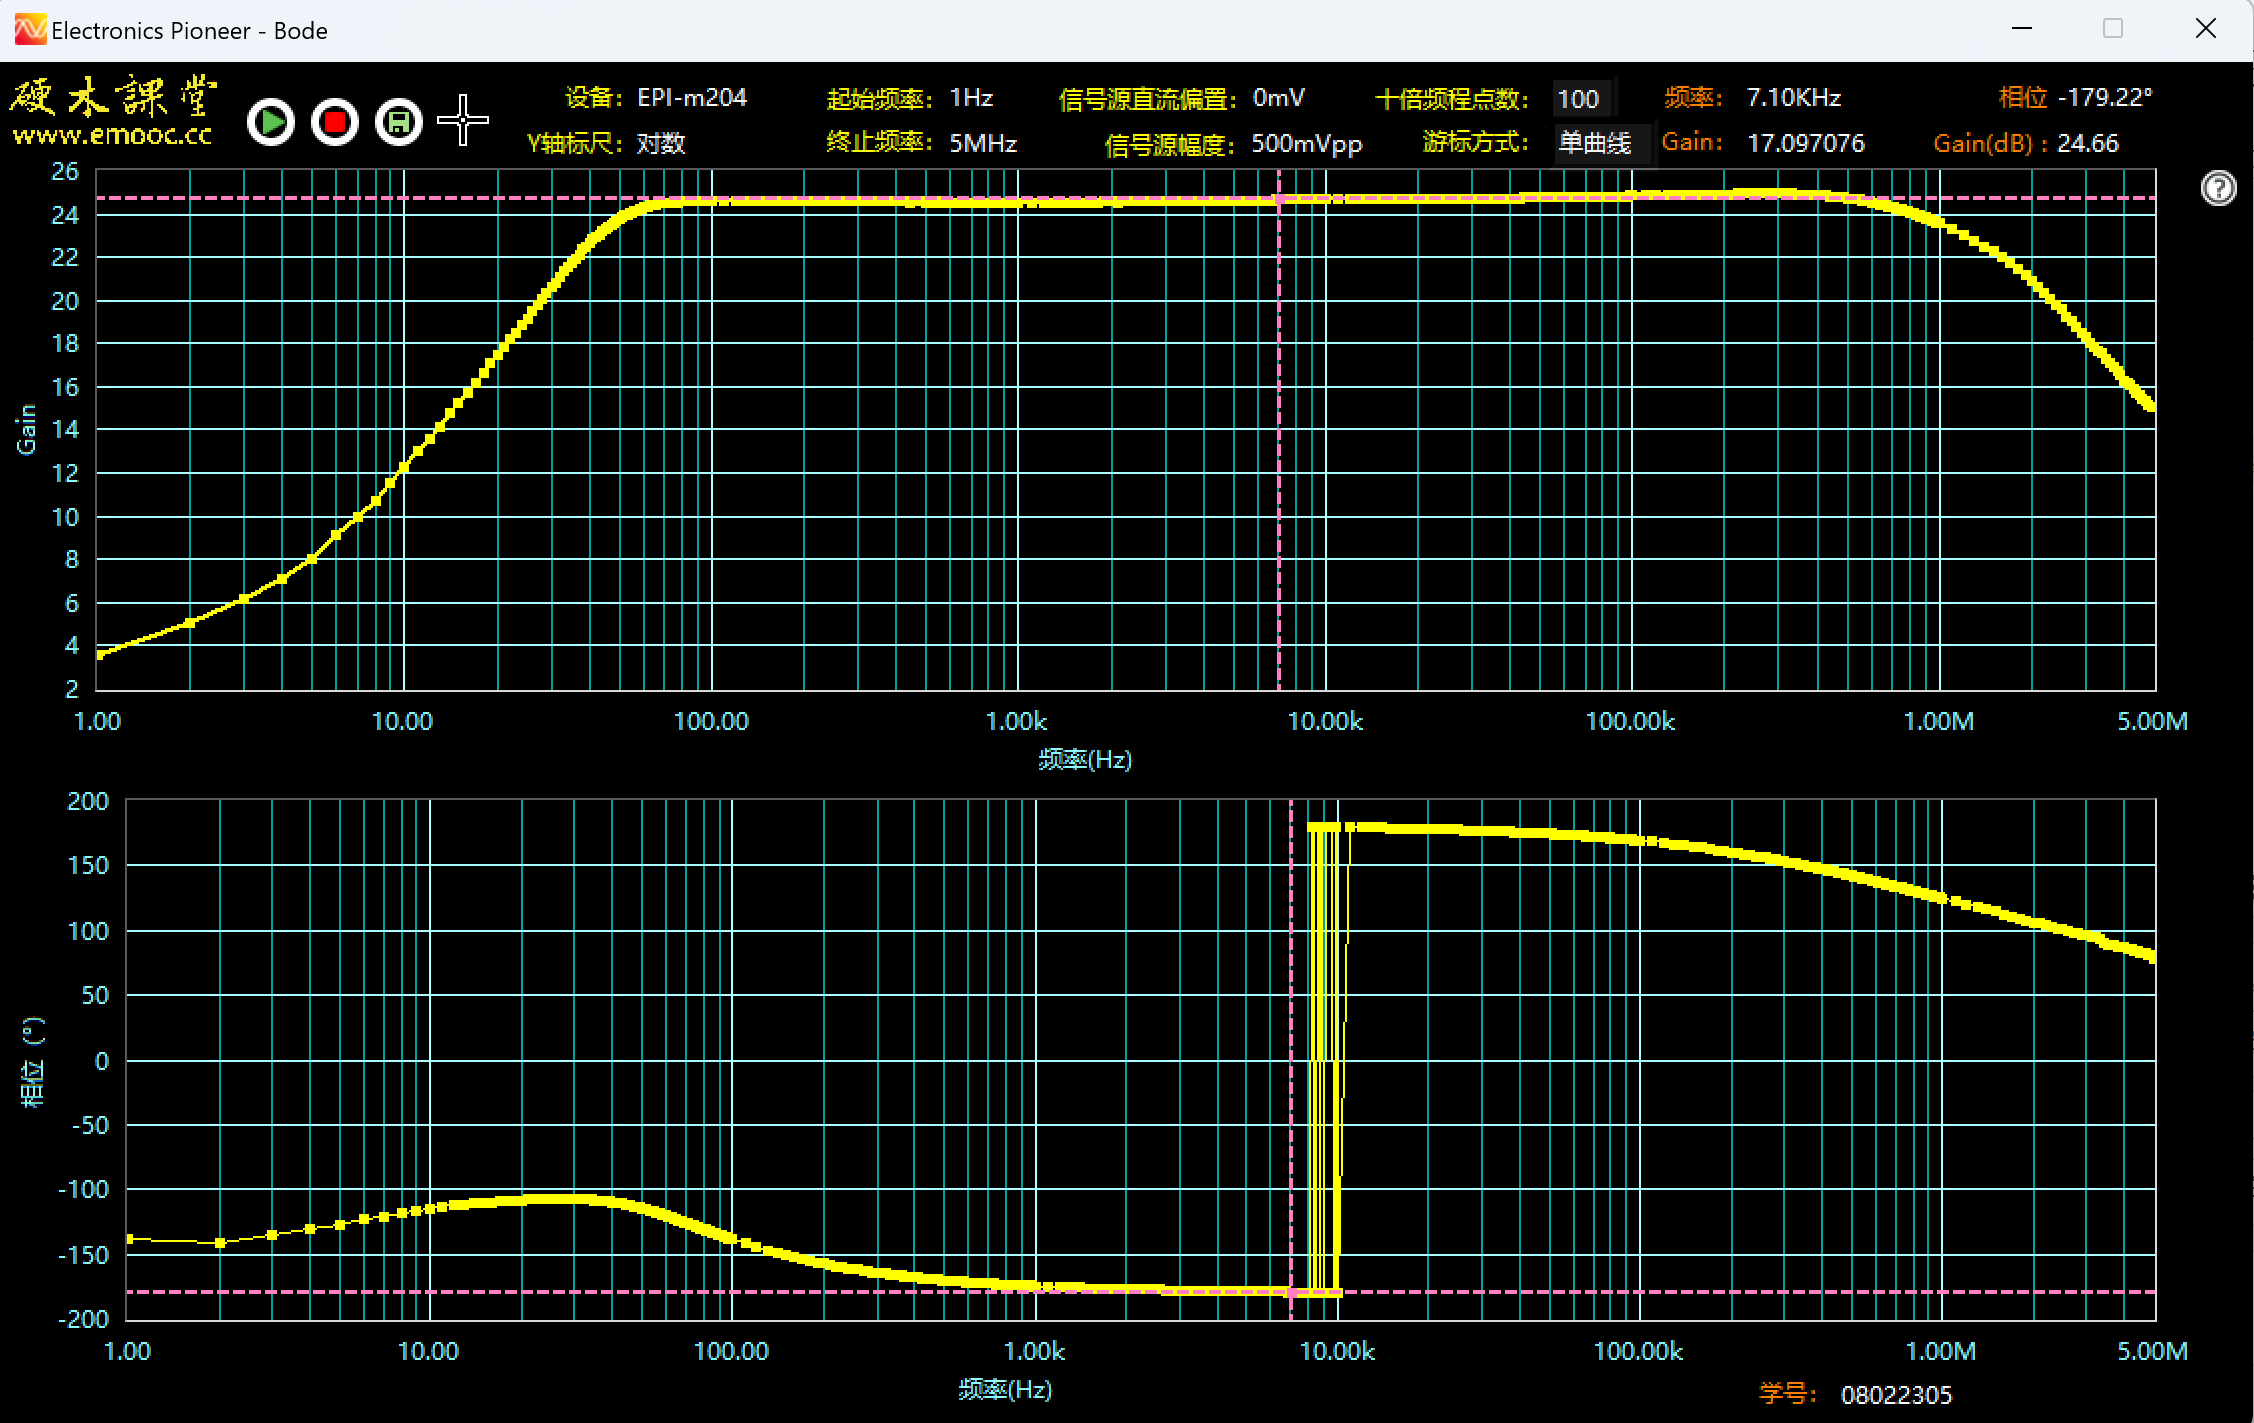 Electronics Pioneer - Bode
硬木課堂
www.emooc.cc
设备: EPI-m204 起始频率: 1Hz 信号源直流偏置: 0mV 十倍频程点数: 100 频率: 7.10KHz 相位 -179.22°
Y轴标尺: 对数 终止频率: 5MHz 信号源幅度: 500mVpp 游标方式: 单曲线 Gain: 17.097076 Gain(dB) : 24.66
26
24
22
20
18
16
14
12
10
8
6
4
2
Gain
1.00 10.00 100.00 1.00k 10.00k 100.00k 1.00M 5.00M
频率(Hz)
200
150
100
50
0
-50
-100
-150
-200
相位 (°)
1.00 10.00 100.00 1.00k 10.00k 100.00k 1.00M 5.00M
频率(Hz)
学号: 08022305